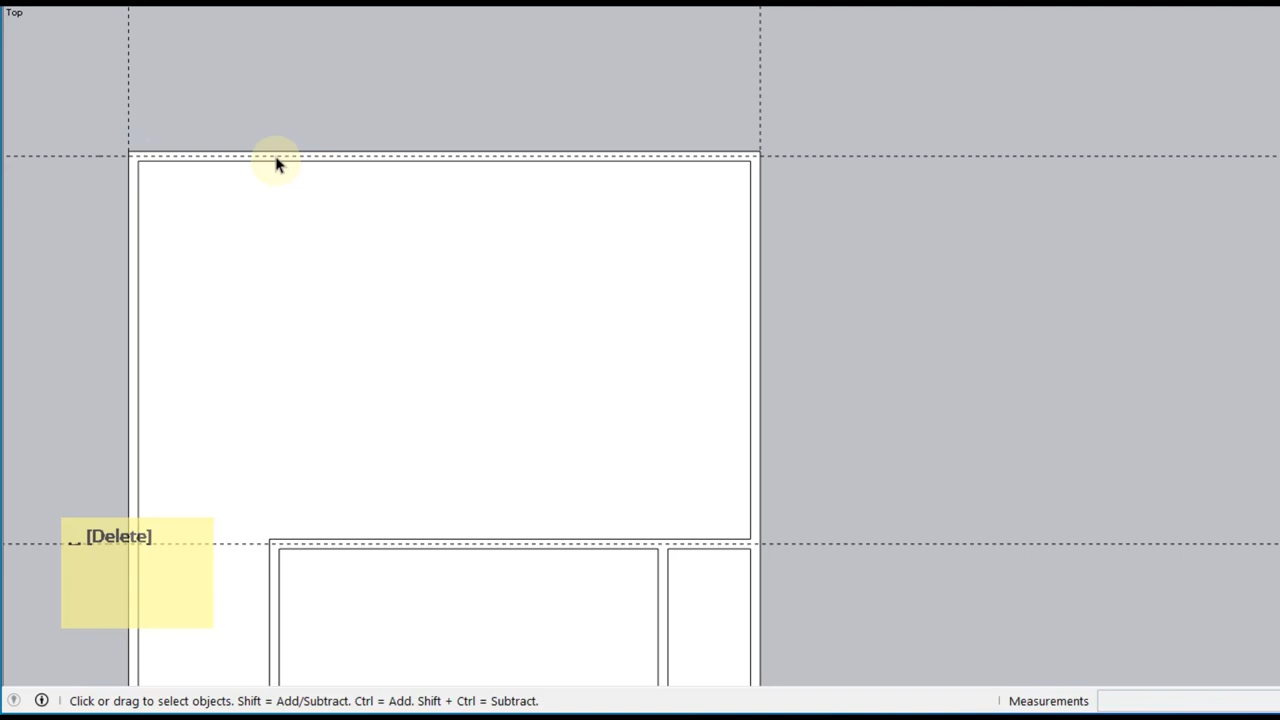 Top
⎵ [Delete]
Click or drag to select objects. Shift = Add/Subtract. Ctrl = Add. Shift + Ctrl = Subtract.
Measurements